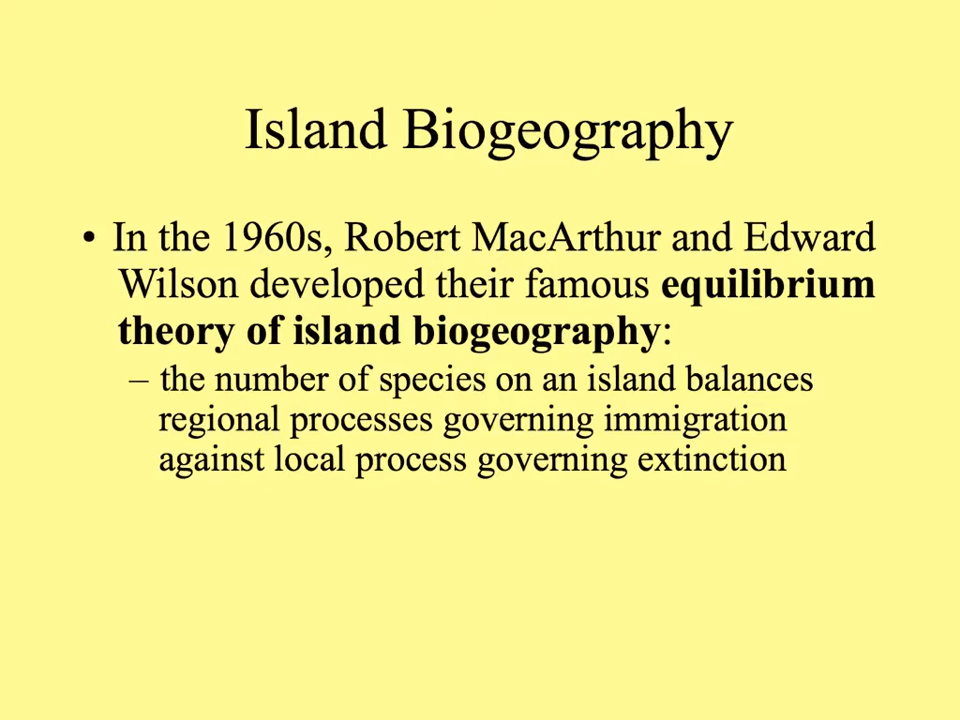 Island Biogeography
• In the 1960s, Robert MacArthur and Edward
Wilson developed their famous equilibrium
theory of island biogeography:
– the number of species on an island balances
regional processes governing immigration
against local process governing extinction